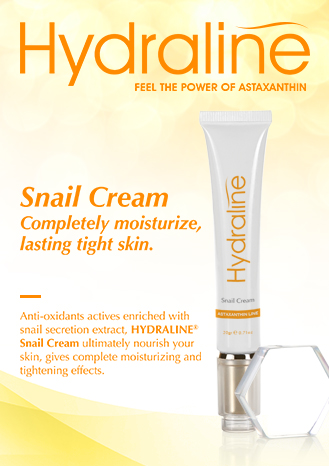 Hydraline
FEEL THE POWER OF ASTAXANTHIN
Snail Cream
Completely moisturize,
lasting tight skin.
Anti-oxidants actives enriched with
snail secretion extract, HYDRALINE®
Snail Cream ultimately nourish your
skin, gives complete moisturizing and
tightening effects.
Hydraline
Snail Cream
ASTAXANTHIN LINE